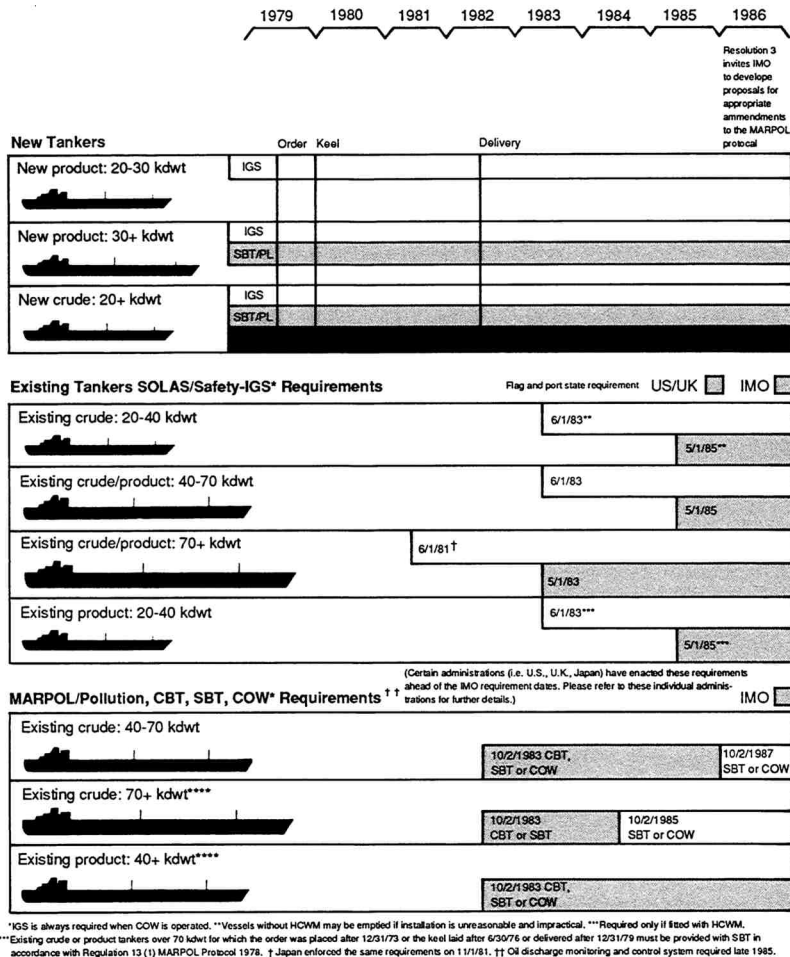 1979 1980 1981 1982 1983 1984 1985 1986
Resolution 3
invites IMO
to develope
proposals for
appropriate
ammendments
to the MARPOL
protocal
New Tankers Order Keel Delivery
New product: 20-30 kdwt IGS
New product: 30+ kdwt IGS
SBT/PL
New crude: 20+ kdwt IGS
SBT/PL
Existing Tankers SOLAS/Safety-IGS* Requirements Flag and port state requirement US/UK IMO
Existing crude: 20-40 kdwt 6/1/83**
5/1/85**
Existing crude/product: 40-70 kdwt 6/1/83
5/1/85
Existing crude/product: 70+ kdwt 6/1/81†
5/1/83
Existing product: 20-40 kdwt 6/1/83***
5/1/85***
(Certain administrations (i.e. U.S., U.K., Japan) have enacted these requirements
ahead of the IMO requirement dates. Please refer to these individual adminis-
trations for further details.)
MARPOL/Pollution, CBT, SBT, COW* Requirements †† IMO
Existing crude: 40-70 kdwt
10/2/1983 CBT, 10/2/1987
SBT or COW SBT or COW
Existing crude: 70+ kdwt****
10/2/1983 10/2/1985
CBT or SBT SBT or COW
Existing product: 40+ kdwt****
10/2/1983 CBT,
SBT or COW
*IGS is always required when COW is operated. **Vessels without HCWM may be emptied if installation is unreasonable and impractical. ***Required only if fitted with HCWM.
***Existing crude or product tankers over 70 kdwt for which the order was placed after 12/31/73 or the keel laid after 6/30/76 or delivered after 12/31/79 must be provided with SBT in
accordance with Regulation 13 (1) MARPOL Protocol 1978. † Japan enforced the same requirements on 11/1/81. †† Oil discharge monitoring and control system required late 1985.